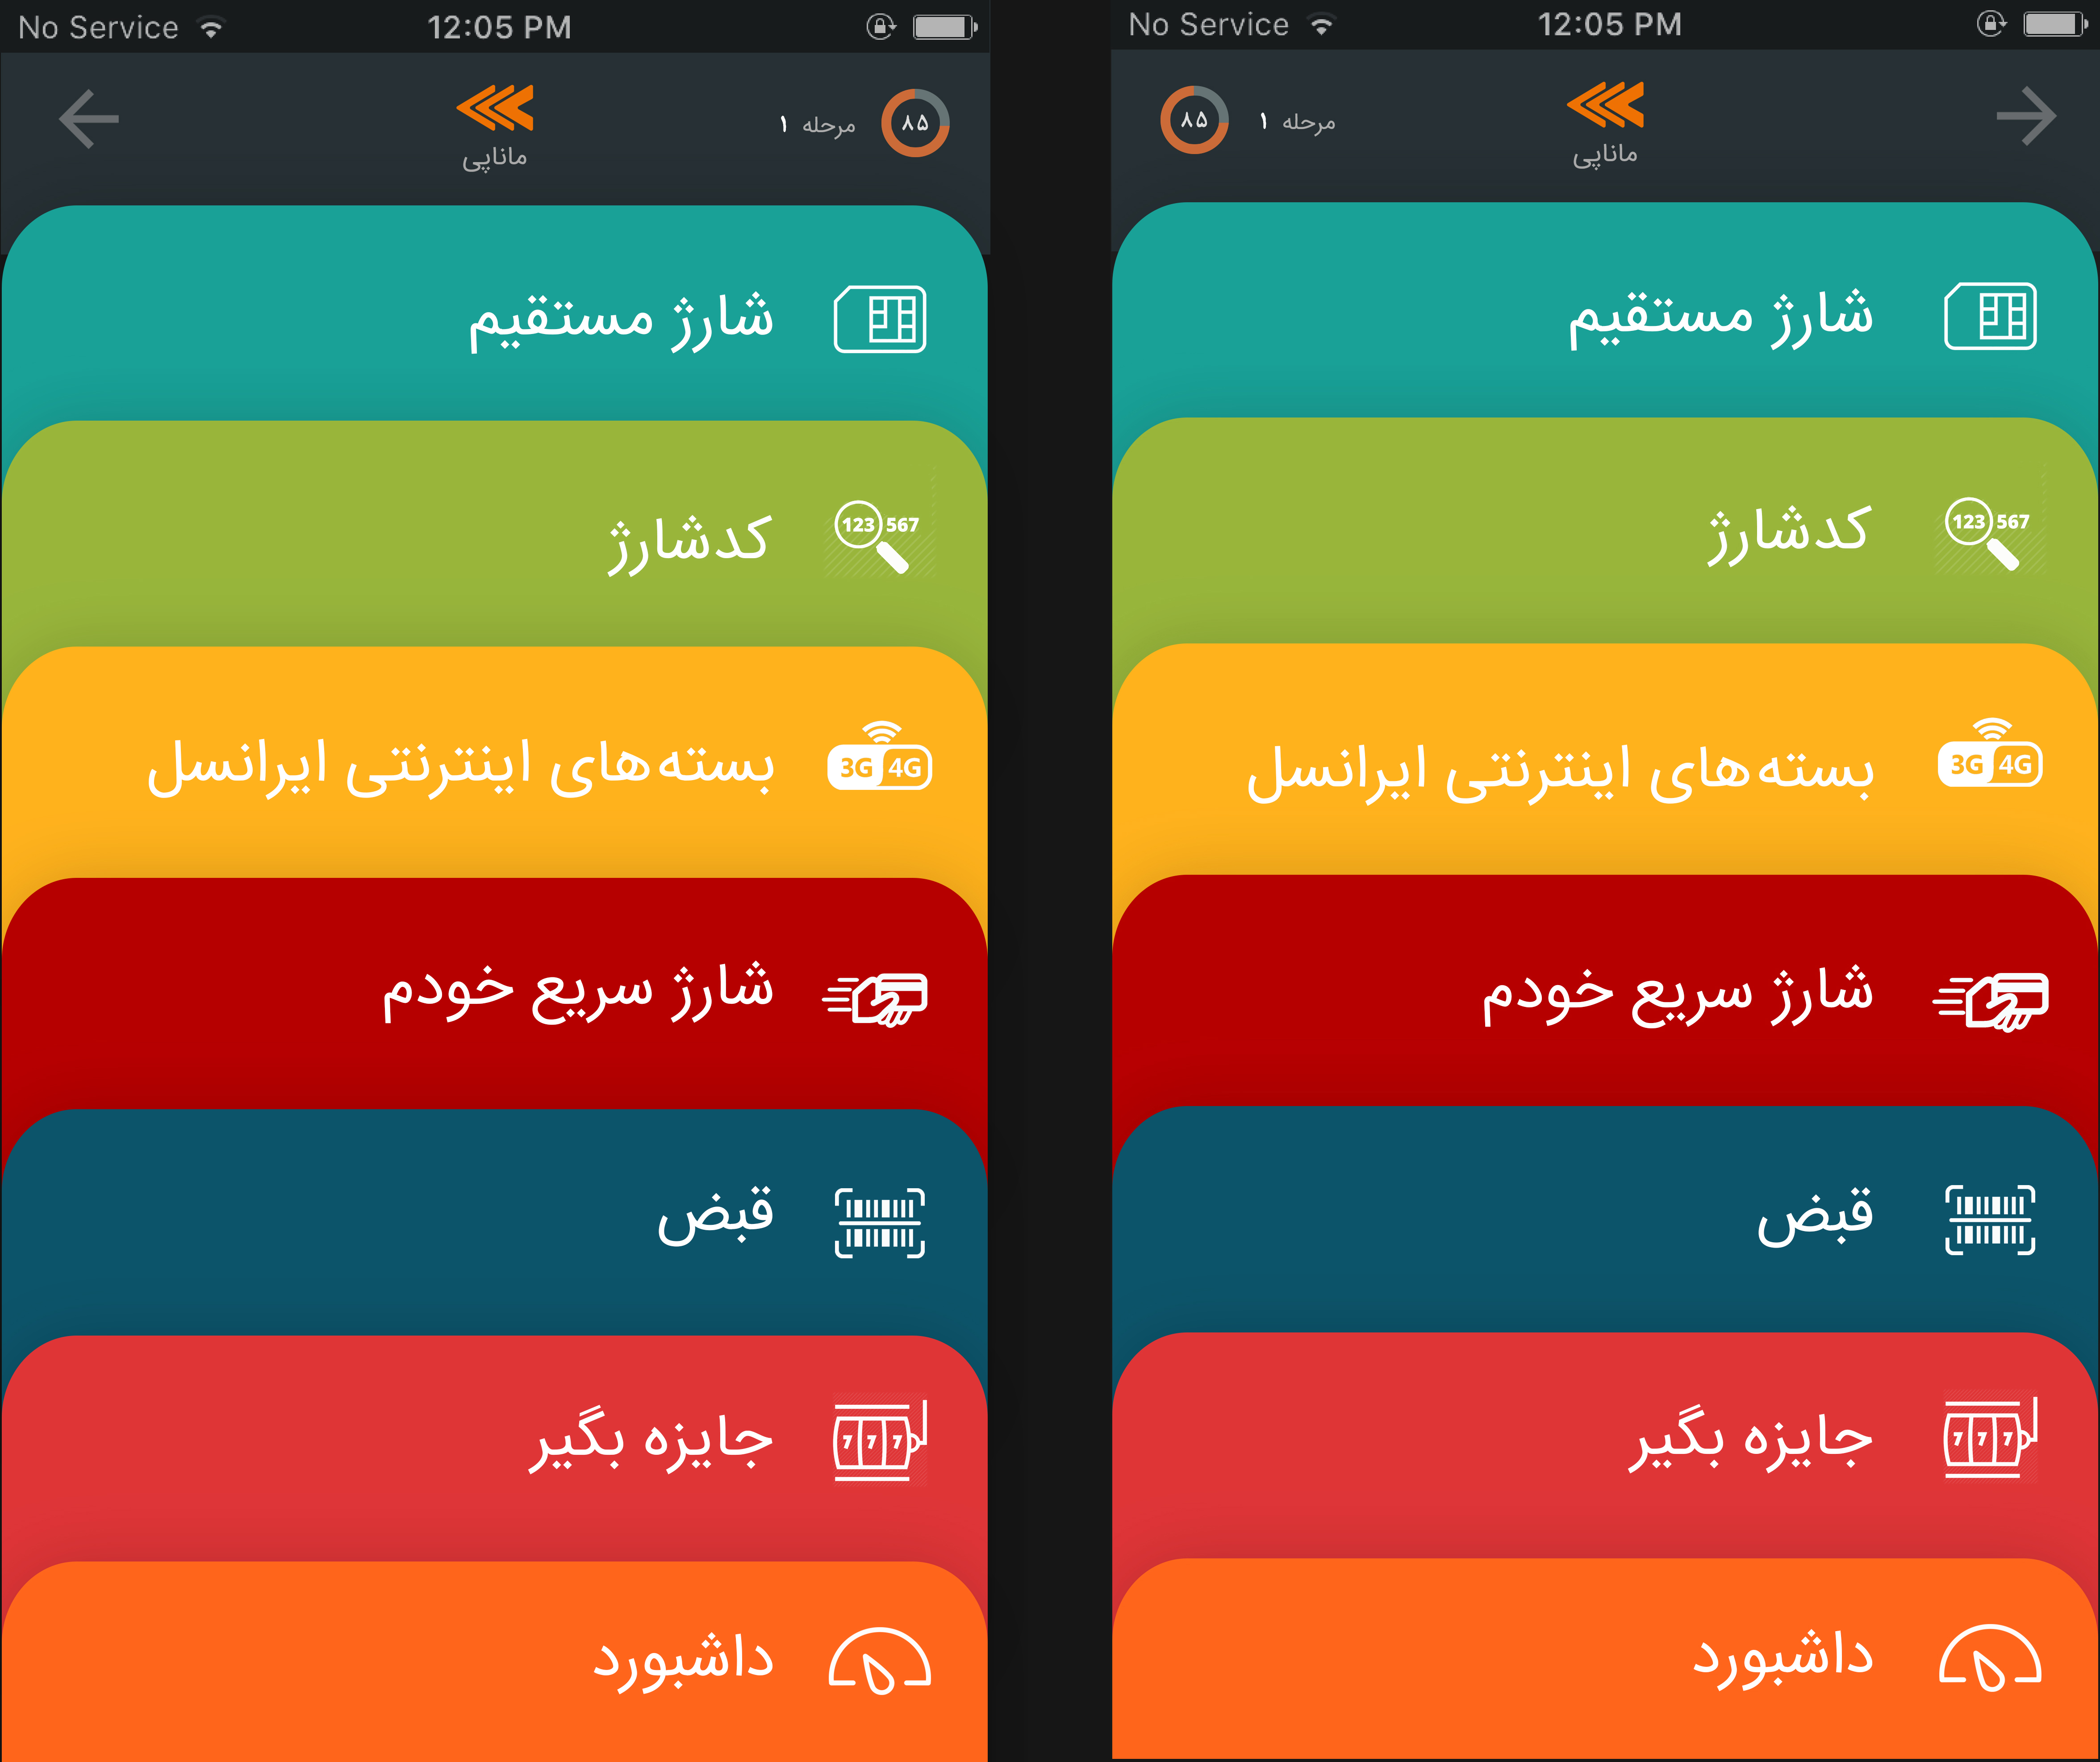 No Service 12:05 PM
مرحله ۱ ۸۵
ماناپی
شارژ مستقیم
123 567 کدشارژ
3G 4G بسته‌های اینترنتی ایرانسل
شارژ سریع خودم
قبض
777 جایزه بگیر
داشبورد
No Service 12:05 PM
۸۵ مرحله ۱
ماناپی
شارژ مستقیم
123 567 کدشارژ
3G 4G بسته‌های اینترنتی ایرانسل
شارژ سریع خودم
قبض
777 جایزه بگیر
داشبورد